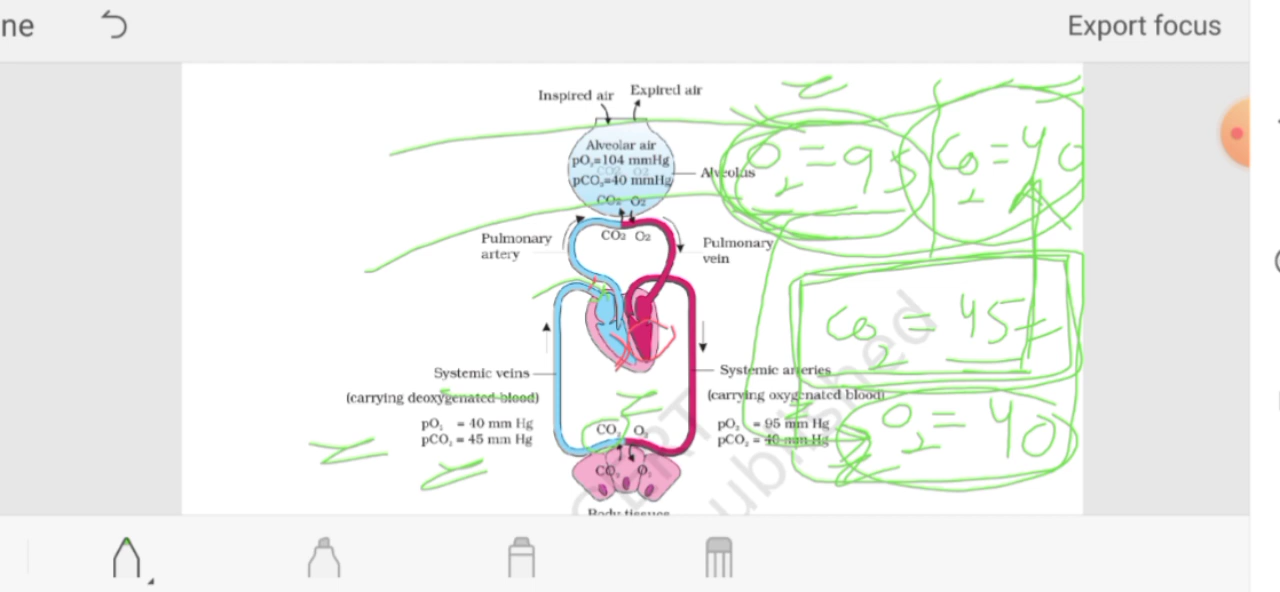 ne
Export focus
Inspired air
Expired air
Alveolar air
pO₂=104 mmHg
CO₂ O₂
pCO₂=40 mmHg
CO₂ O₂
Alveolus
O₂ = 95
CO₂ = 40
CO₂ O₂
Pulmonary
artery
Pulmonary
vein
CO₂ = 45
Systemic veins
(carrying deoxygenated blood)
pO₂ = 40 mm Hg
pCO₂ = 45 mm Hg
Systemic arteries
(carrying oxygenated blood)
pO₂ = 95 mm Hg
pCO₂ = 40 mm Hg
O₂ = 40
CO₂ O₂
CO₂ O₂
Body tissues